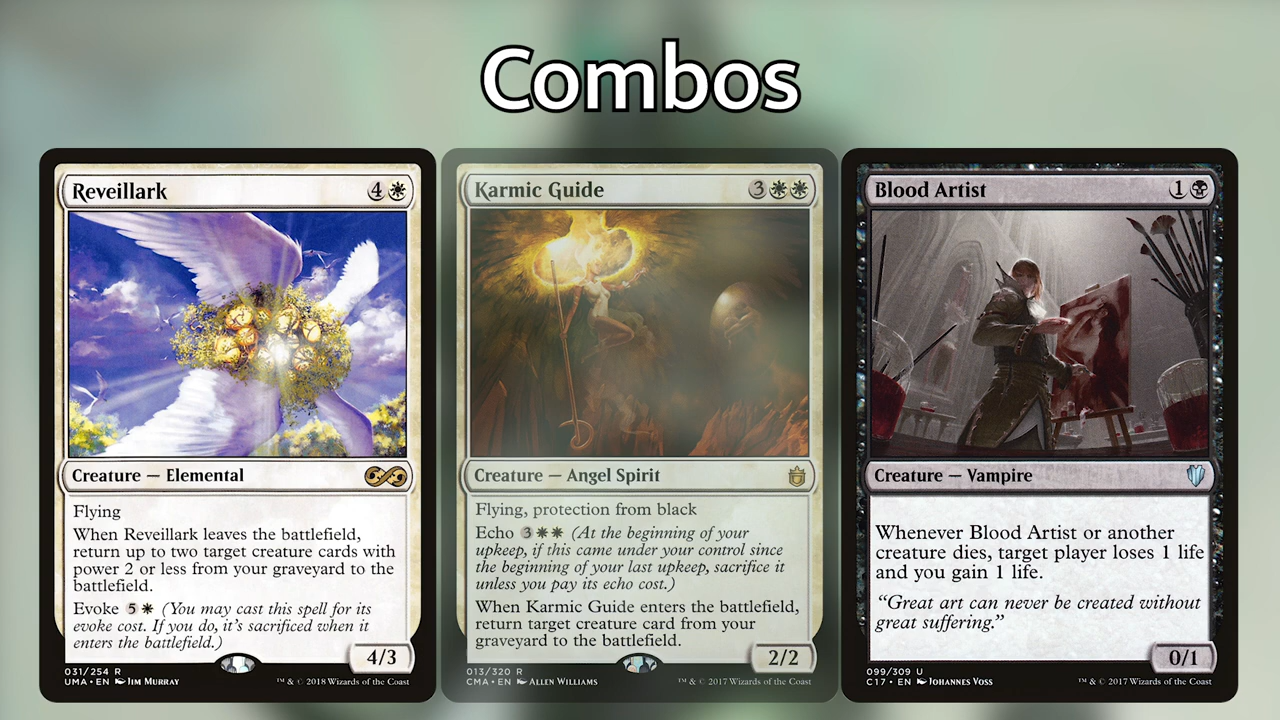 Combos
Reveillark
4
Creature — Elemental
Flying
When Reveillark leaves the battlefield,
return up to two target creature cards with
power 2 or less from your graveyard to the
battlefield.
Evoke 5 (You may cast this spell for its
evoke cost. If you do, it's sacrificed when it
enters the battlefield.)
4/3
031/254 R
UMA • EN Jim Murray
™ & © 2018 Wizards of the Coast
Karmic Guide
3
Creature — Angel Spirit
Flying, protection from black
Echo 3 (At the beginning of your
upkeep, if this came under your control since
the beginning of your last upkeep, sacrifice it
unless you pay its echo cost.)
When Karmic Guide enters the battlefield,
return target creature card from your
graveyard to the battlefield.
2/2
013/320 R
CMA • EN Allen Williams
™ & © 2017 Wizards of the Coast
Blood Artist
1
Creature — Vampire
Whenever Blood Artist or another
creature dies, target player loses 1 life
and you gain 1 life.
“Great art can never be created without
great suffering.”
0/1
099/309 U
C17 • EN Johannes Voss
™ & © 2017 Wizards of the Coast